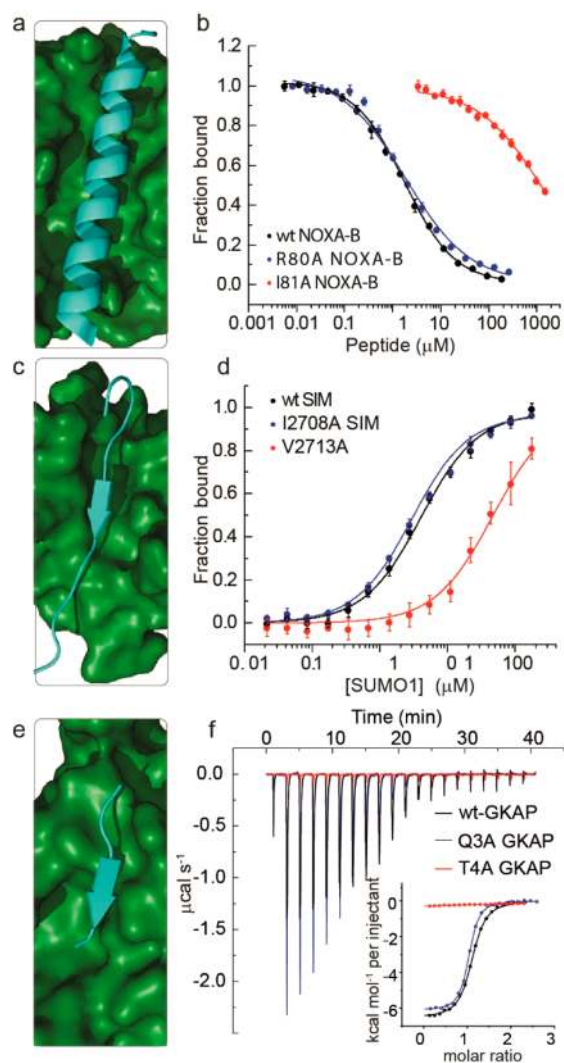 a
b
1.2
1.0
0.8
0.6
0.4
0.2
0.0
Fraction bound
wt NOXA-B
R80A NOXA-B
I81A NOXA-B
0.001
0.01
0.1
1
10
100
1000
Peptide (μM)
c
d
1.0
0.8
0.6
0.4
0.2
0.0
Fraction bound
wt SIM
I2708A SIM
V2713A
0. 01
0.1
1
0 1
100
[SUMO1] (μM)
e
f
Time (min)
0
10
20
30
40
0.0
-0.5
-1.0
-1.5
-2.0
μcal s⁻¹
wt-GKAP
Q3A GKAP
T4A GKAP
0
-2
-4
-6
kcal mol⁻¹ per injectant
0
1
2
3
molar ratio